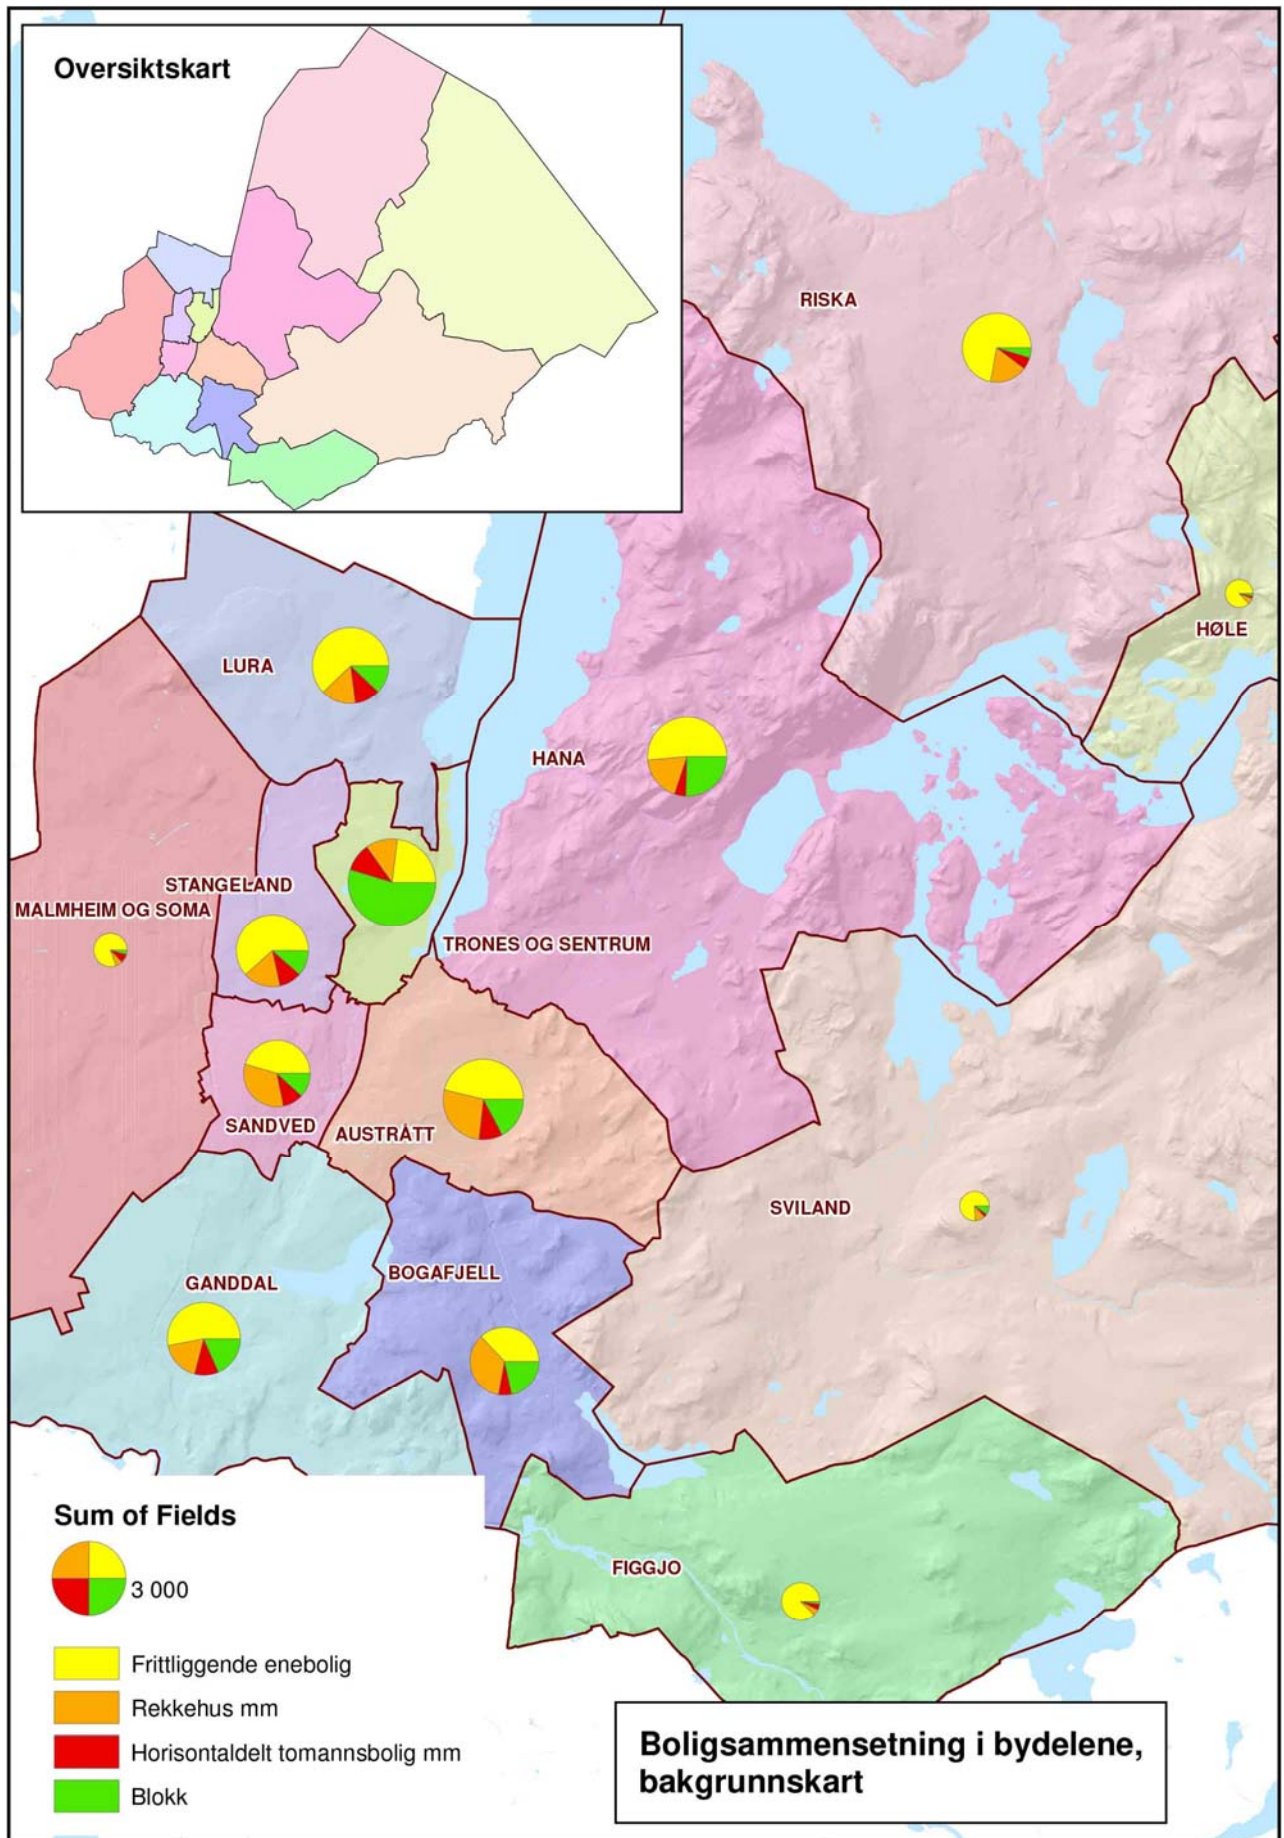 Oversiktskart
RISKA
HØLE
LURA
HANA
STANGELAND
MALMHEIM OG SOMA
TRONES OG SENTRUM
SANDVED
AUSTRÅTT
SVILAND
GANDDAL
BOGAFJELL
FIGGJO
Sum of Fields
3 000
Frittliggende enebolig
Rekkehus mm
Horisontaldelt tomannsbolig mm
Blokk
Boligsammensetning i bydelene,
bakgrunnskart